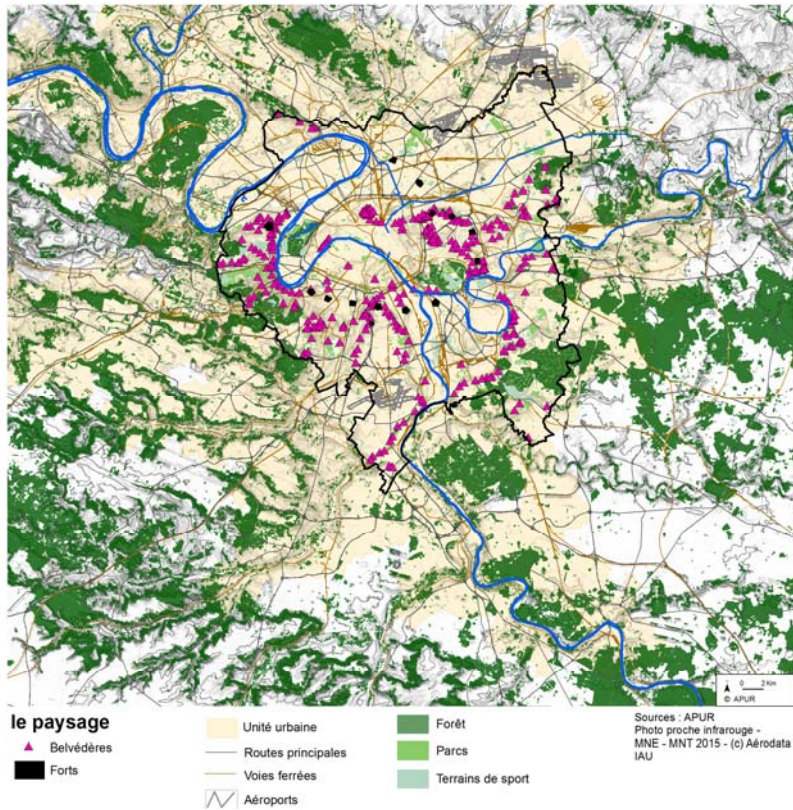 0 2 Km
© APUR
le paysage
Belvédères
Forts
Unité urbaine
Routes principales
Voies ferrées
Aéroports
Forêt
Parcs
Terrains de sport
Sources : APUR
Photo proche infrarouge -
MNE - MNT 2015 - (c) Aérodata
IAU